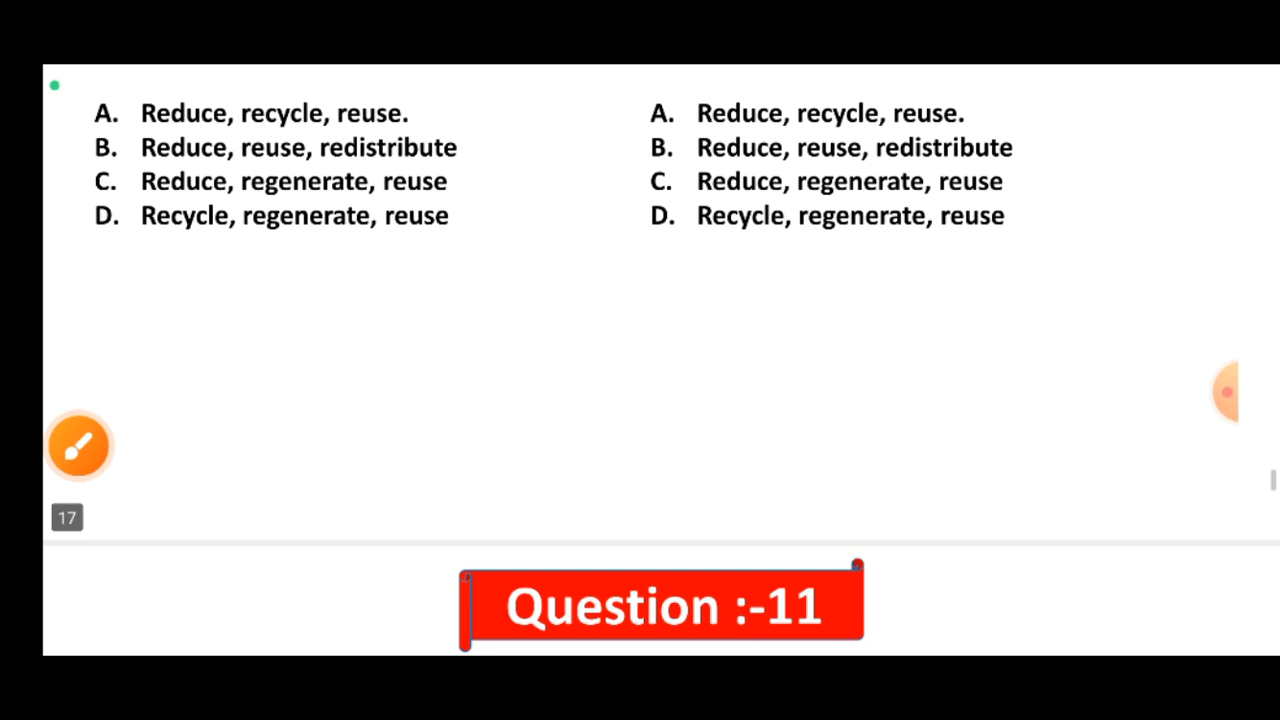 A. Reduce, recycle, reuse.
B. Reduce, reuse, redistribute
C. Reduce, regenerate, reuse
D. Recycle, regenerate, reuse
A. Reduce, recycle, reuse.
B. Reduce, reuse, redistribute
C. Reduce, regenerate, reuse
D. Recycle, regenerate, reuse
17
Question :-11